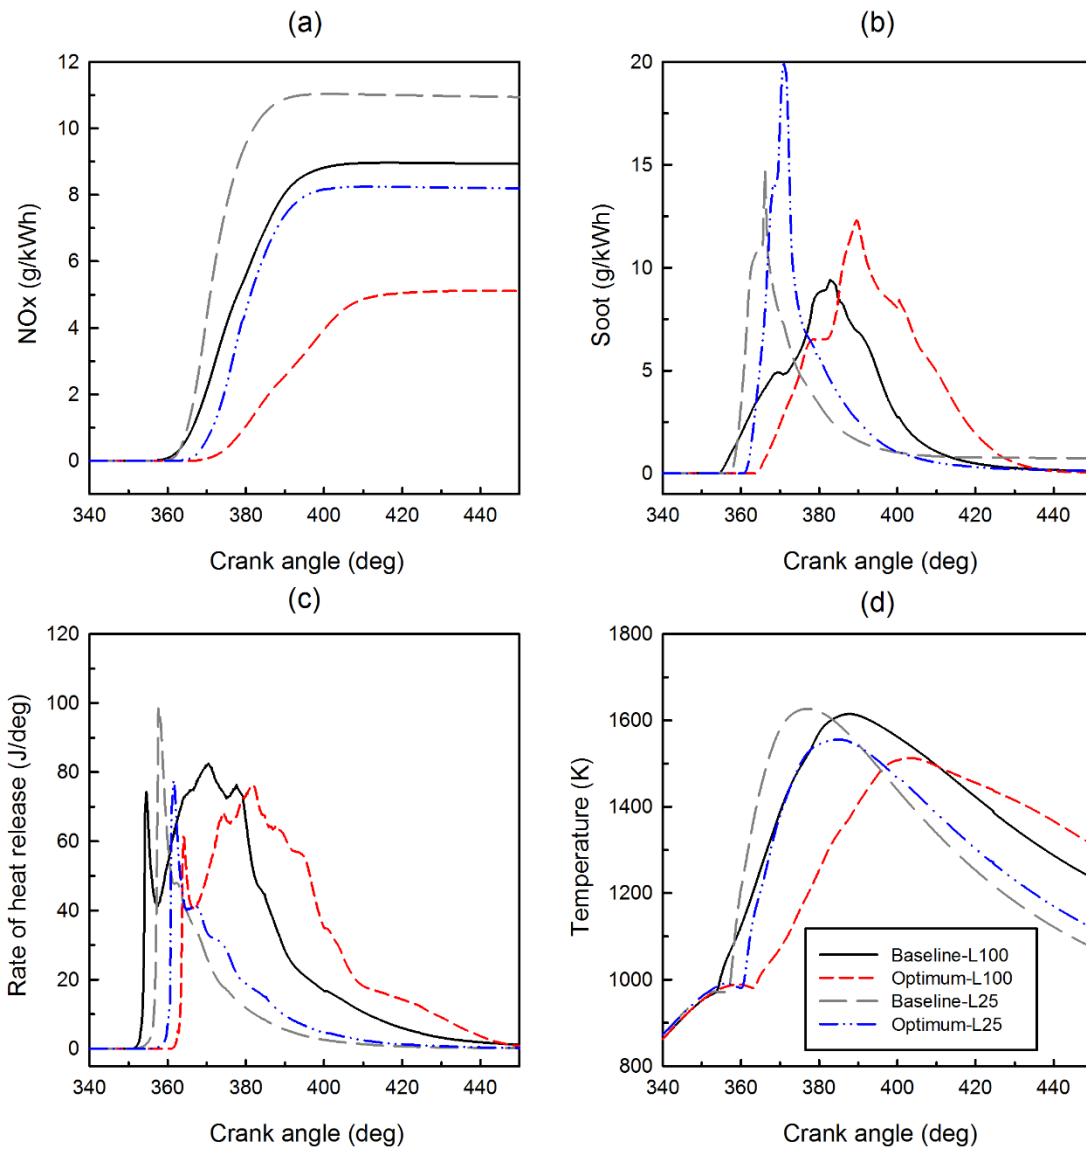 (a)
NOx (g/kWh)
12
10
8
6
4
2
0
340 360 380 400 420 440
Crank angle (deg)
(b)
Soot (g/kWh)
20
15
10
5
0
340 360 380 400 420 440
Crank angle (deg)
(c)
Rate of heat release (J/deg)
120
100
80
60
40
20
0
340 360 380 400 420 440
Crank angle (deg)
(d)
Temperature (K)
1800
1600
1400
1200
1000
800
Baseline-L100
Optimum-L100
Baseline-L25
Optimum-L25
340 360 380 400 420 440
Crank angle (deg)